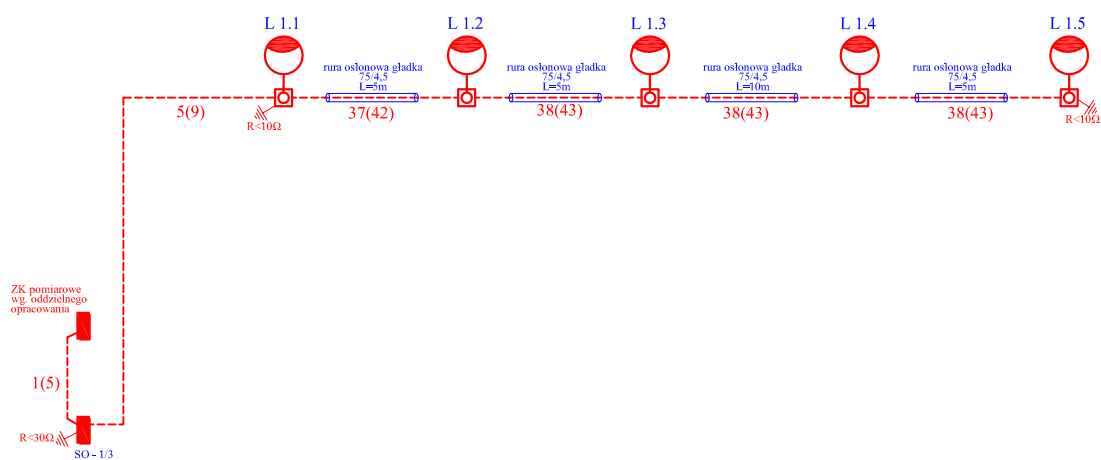 L 1.1
L 1.2
L 1.3
L 1.4
L 1.5
rura osłonowa gładka
75/4,5
L=5m
rura osłonowa gładka
75/4,5
L=5m
rura osłonowa gładka
75/4,5
L=10m
rura osłonowa gładka
75/4,5
L=5m
5(9)
R<10Ω
37(42)
38(43)
38(43)
38(43)
R<10Ω
ZK pomiarowe
wg. oddzielnego
opracowania
1(5)
R<30Ω
SO - 1/3